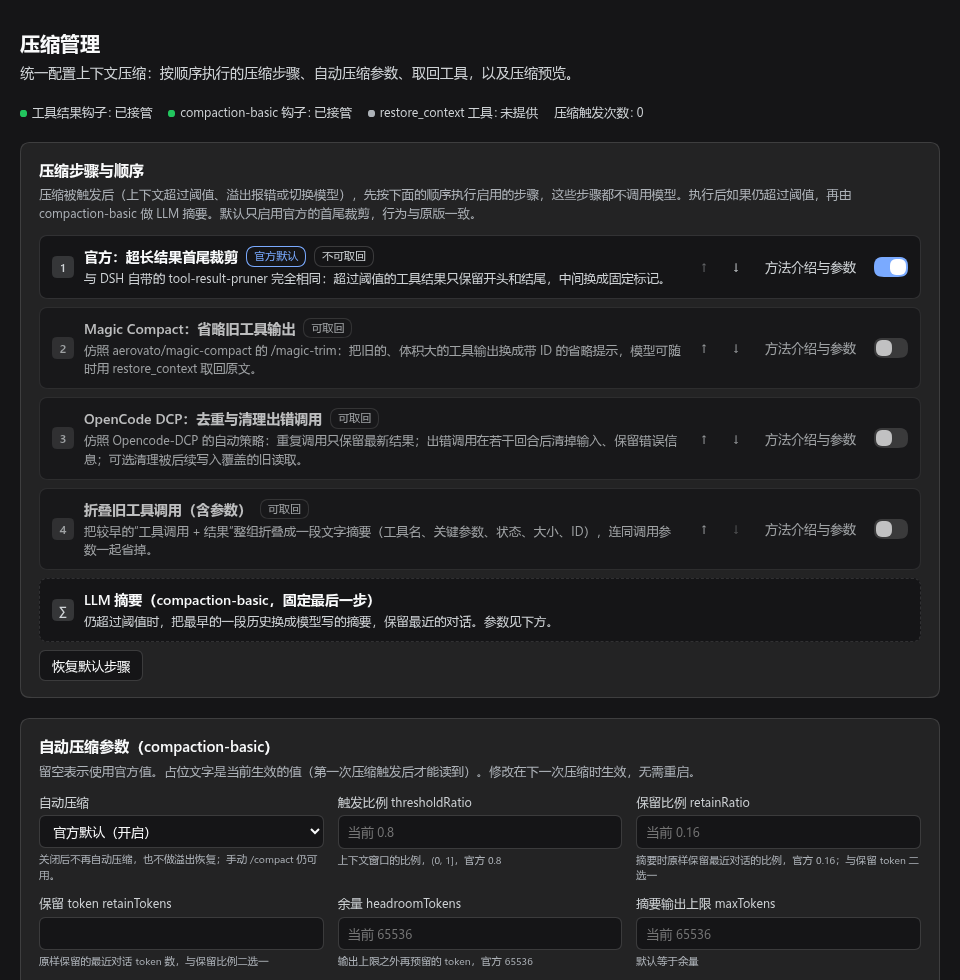 压缩管理
统一配置上下文压缩：按顺序执行的压缩步骤、自动压缩参数、取回工具，以及压缩预览。
工具结果钩子: 已接管 compaction-basic 钩子: 已接管 restore_context 工具: 未提供 压缩触发次数: 0
压缩步骤与顺序
压缩被触发后（上下文超过阈值、溢出报错或切换模型），先按下面的顺序执行启用的步骤，这些步骤都不调用模型。执行后如果仍超过阈值，再由
compaction-basic 做 LLM 摘要。默认只启用官方的首尾裁剪，行为与原版一致。
1 官方：超长结果首尾裁剪 官方默认 不可取回
与 DSH 自带的 tool-result-pruner 完全相同：超过阈值的工具结果只保留开头和结尾，中间换成固定标记。
↑ ↓ 方法介绍与参数
2 Magic Compact：省略旧工具输出 可取回
仿照 aerovato/magic-compact 的 /magic-trim：把旧的、体积大的工具输出换成带 ID 的省略提示，模型可随
时用 restore_context 取回原文。
↑ ↓ 方法介绍与参数
3 OpenCode DCP：去重与清理出错调用 可取回
仿照 Opencode-DCP 的自动策略：重复调用只保留最新结果；出错调用在若干回合后清掉输入、保留错误信
息；可选清理被后续写入覆盖的旧读取。
↑ ↓ 方法介绍与参数
4 折叠旧工具调用（含参数） 可取回
把较早的“工具调用 + 结果”整组折叠成一段文字摘要（工具名、关键参数、状态、大小、ID），连同调用参
数一起省掉。
↑ ↓ 方法介绍与参数
∑ LLM 摘要（compaction-basic，固定最后一步）
仍超过阈值时，把最早的一段历史换成模型写的摘要，保留最近的对话。参数见下方。
恢复默认步骤
自动压缩参数（compaction-basic）
留空表示使用官方值。占位文字是当前生效的值（第一次压缩触发后才能读到）。修改在下一次压缩时生效，无需重启。
自动压缩
官方默认（开启）
关闭后不再自动压缩，也不做溢出恢复；手动 /compact 仍可
用。
触发比例 thresholdRatio
当前 0.8
上下文窗口的比例，(0, 1]，官方 0.8
保留比例 retainRatio
当前 0.16
摘要时原样保留最近对话的比例，官方 0.16；与保留 token 二
选一
保留 token retainTokens
原样保留的最近对话 token 数，与保留比例二选一
余量 headroomTokens
当前 65536
输出上限之外再预留的 token，官方 65536
摘要输出上限 maxTokens
当前 65536
默认等于余量